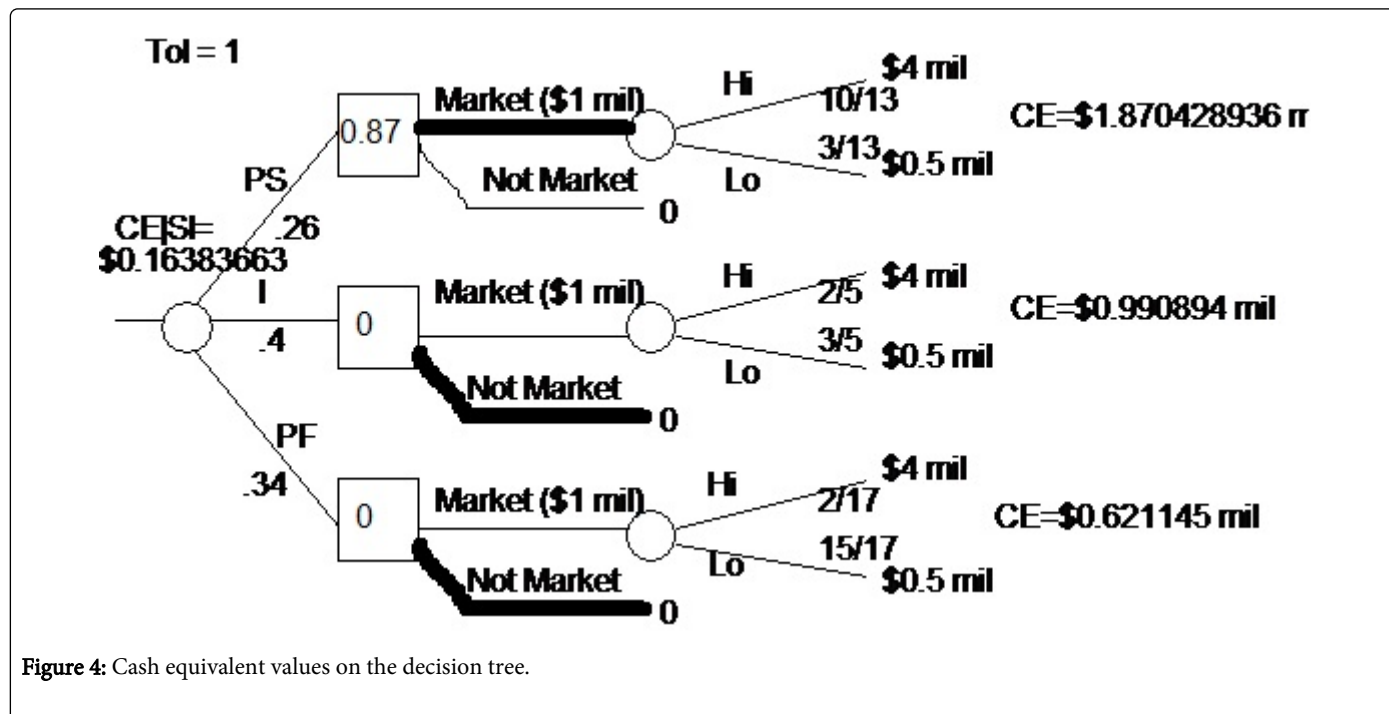 Tol = 1
Market ($1 mil)
Hi
$4 mil
0.87
10/13
CE=$1.870428936 m
3/13
$0.5 mil
PS
Not Market
Lo
0
CE|SI=
.26
$0.16383663
I
Market ($1 mil)
Hi
$4 mil
0
2/5
CE=$0.990894 mil
.4
3/5
$0.5 mil
Not Market
Lo
0
PF
.34
Market ($1 mil)
Hi
$4 mil
0
2/17
CE=$0.621145 mil
15/17
Not Market
Lo
$0.5 mil
0
Figure 4: Cash equivalent values on the decision tree.